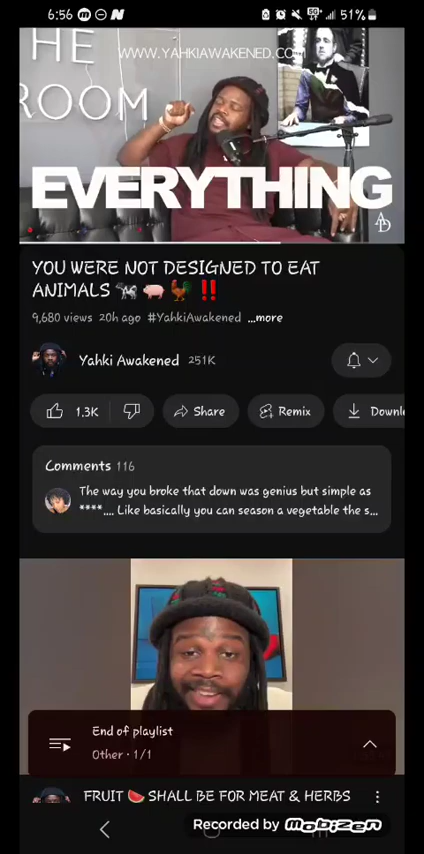 6:56
51%
THE
WWW.YAHKIAWAKENED.CO
ROOM
EVERYTHING
YOU WERE NOT DESIGNED TO EAT
ANIMALS 🐄 🐖 🐓 ‼️
9,680 views 20h ago #YahkiAwakened ...more
Yahki Awakened 251K
1.3K Share Remix Downl
Comments 116
The way you broke that down was genius but simple as
****.... Like basically you can season a vegetable the s...
End of playlist
Other · 1/1
FRUIT 🍉 SHALL BE FOR MEAT & HERBS
Recorded by mobizen